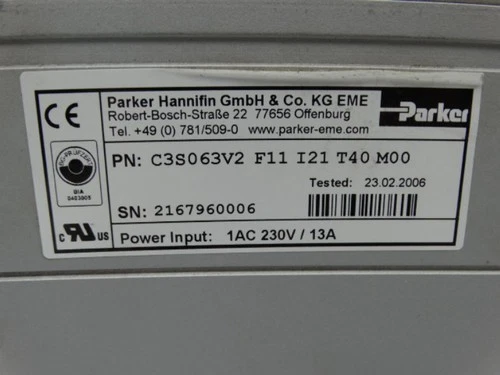 CE
Parker Hannifin GmbH & Co. KG EME
Robert-Bosch-Straße 22 77656 Offenburg
Tel. +49 (0) 781/509-0 www.parker-eme.com
Parker
PN: C3S063V2 F11 I21 T40 M00
Tested: 23.02.2006
BIA
SN: 2167960006
c RU US
Power Input: 1AC 230V / 13A